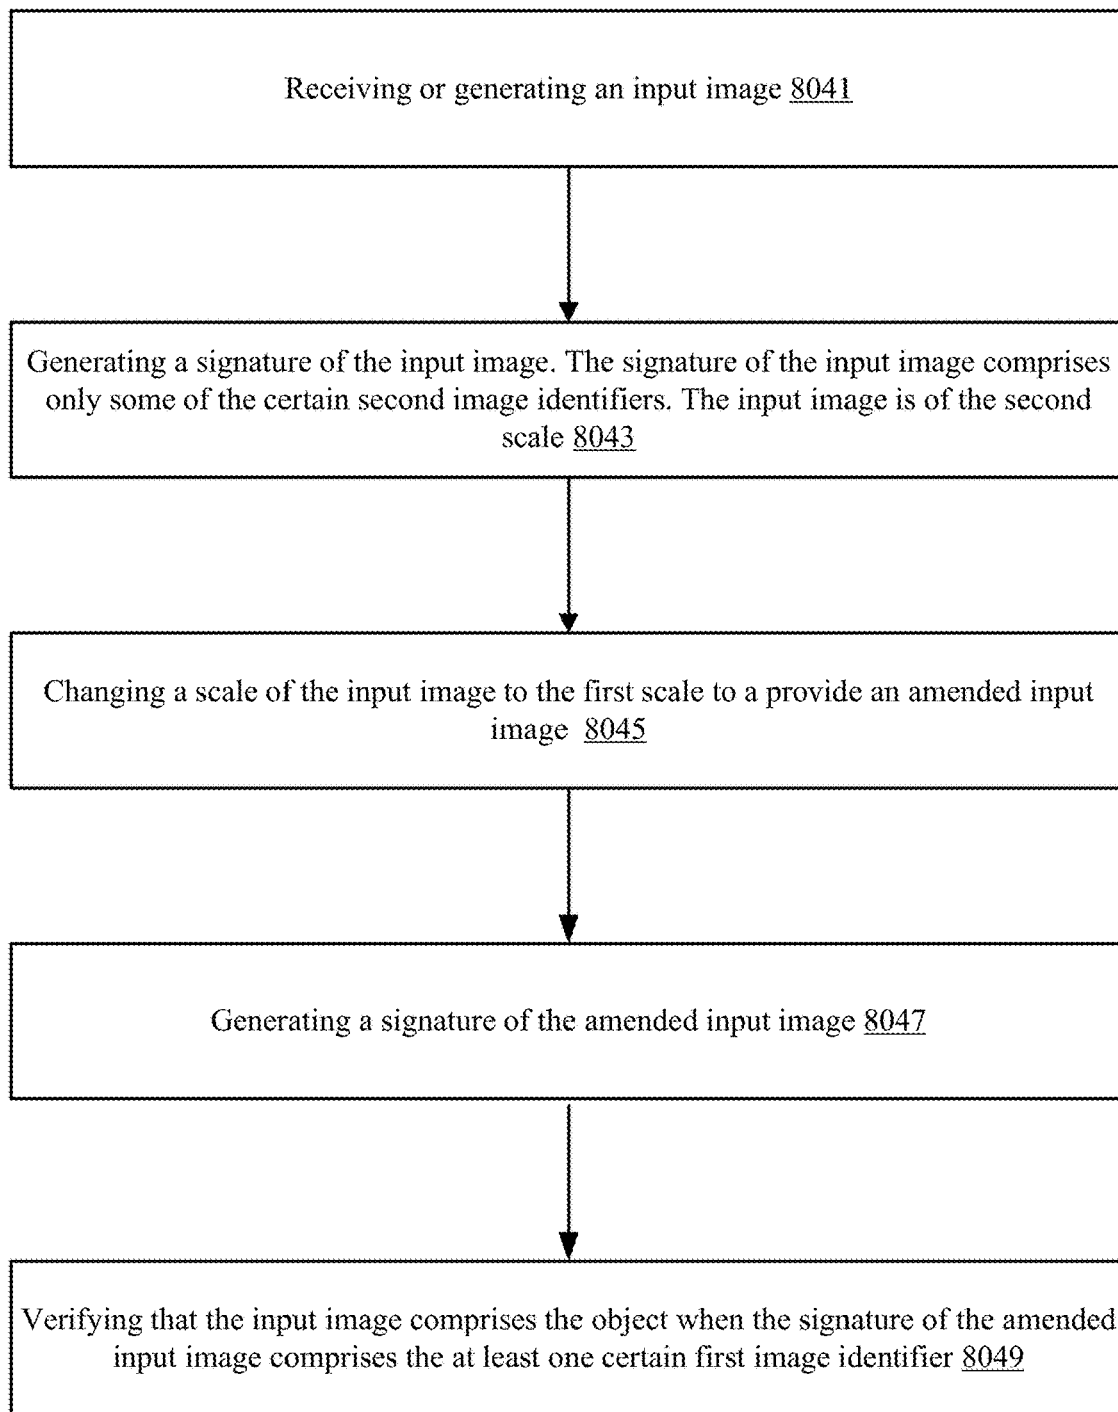 Receiving or generating an input image 8041
Generating a signature of the input image. The signature of the input image comprises
only some of the certain second image identifiers. The input image is of the second
scale 8043
Changing a scale of the input image to the first scale to a provide an amended input
image 8045
Generating a signature of the amended input image 8047
Verifying that the input image comprises the object when the signature of the amended
input image comprises the at least one certain first image identifier 8049